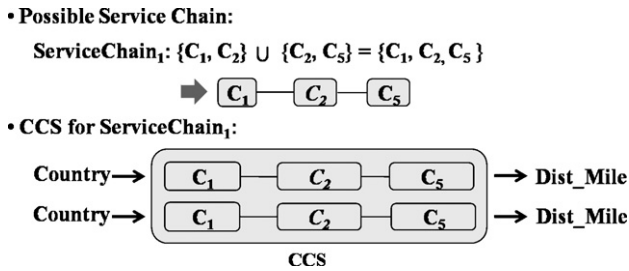 • Possible Service Chain:
ServiceChain₁: {C₁, C₂} ∪ {C₂, C₅} = {C₁, C₂, C₅ }
C₁ C₂ C₅
• CCS for ServiceChain₁:
Country C₁ C₂ C₅ Dist_Mile
Country C₁ C₂ C₅ Dist_Mile
CCS